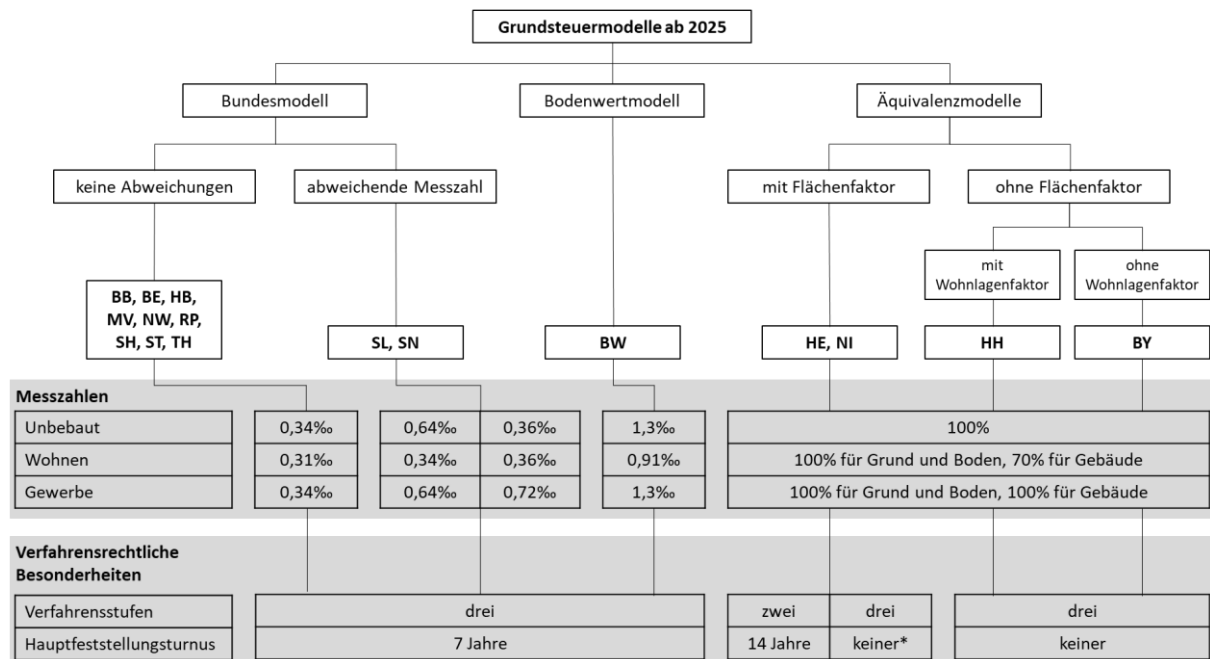 Grundsteuermodelle ab 2025
Bundesmodell
Bodenwertmodell
Äquivalenzmodelle
keine Abweichungen
abweichende Messzahl
mit Flächenfaktor
ohne Flächenfaktor
mit
Wohnlagenfaktor
ohne
Wohnlagenfaktor
BB, BE, HB,
MV, NW, RP,
SH, ST, TH
SL, SN
BW
HE, NI
HH
BY
Messzahlen
Unbebaut 0,34‰ 0,64‰ 0,36‰ 1,3‰ 100%
Wohnen 0,31‰ 0,34‰ 0,36‰ 0,91‰ 100% für Grund und Boden, 70% für Gebäude
Gewerbe 0,34‰ 0,64‰ 0,72‰ 1,3‰ 100% für Grund und Boden, 100% für Gebäude
Verfahrensrechtliche
Besonderheiten
Verfahrensstufen drei zwei drei drei
Hauptfeststellungsturnus 7 Jahre 14 Jahre keiner* keiner